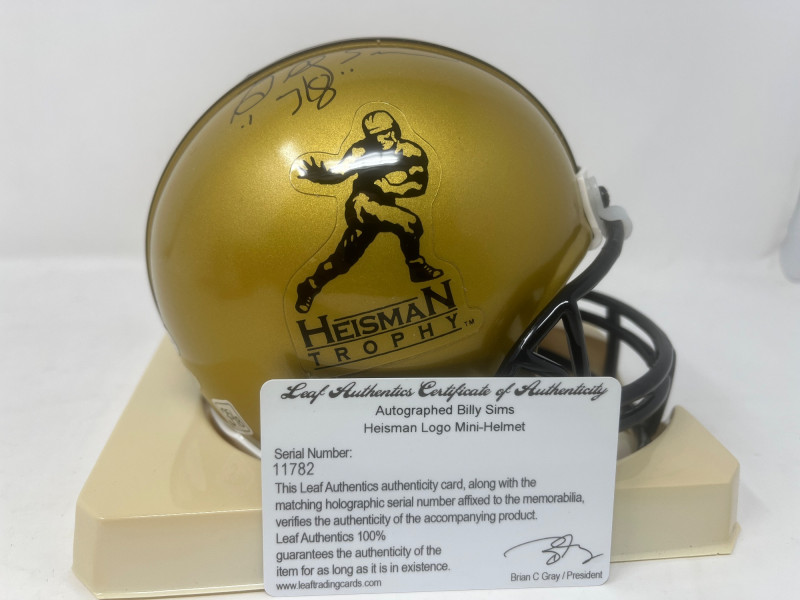 78
HEISMAN
TROPHY™
Leaf Authentics Certificate of Authenticity
Autographed Billy Sims
Heisman Logo Mini-Helmet
Serial Number:
11782
This Leaf Authentics authenticity card, along with the
matching holographic serial number affixed to the memorabilia,
verifies the authenticity of the accompanying product.
Leaf Authentics 100%
guarantees the authenticity of the
item for as long as it is in existence.
www.leaftradingcards.com
Brian C Gray / President